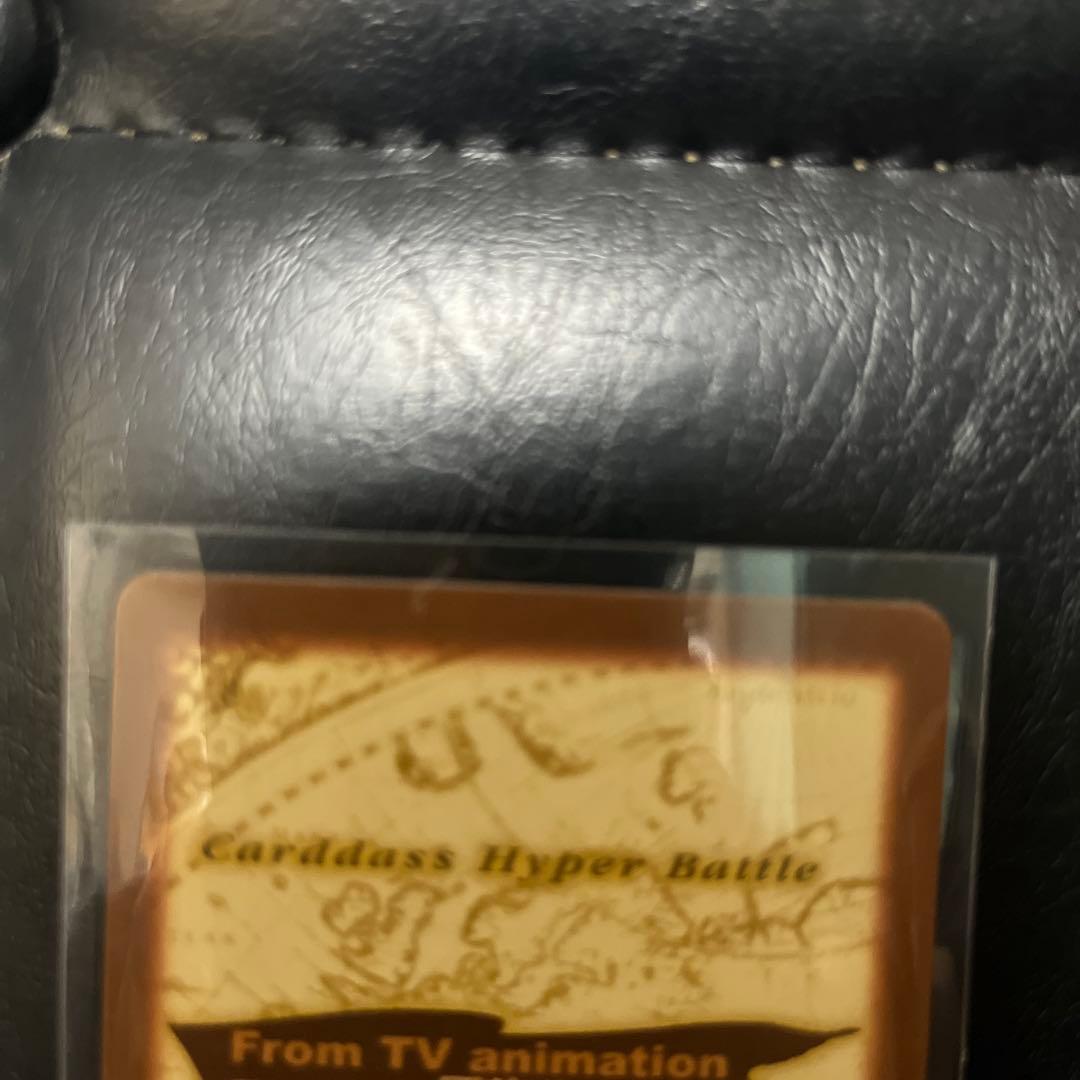 Carddass Hyper Battle
From TV animation